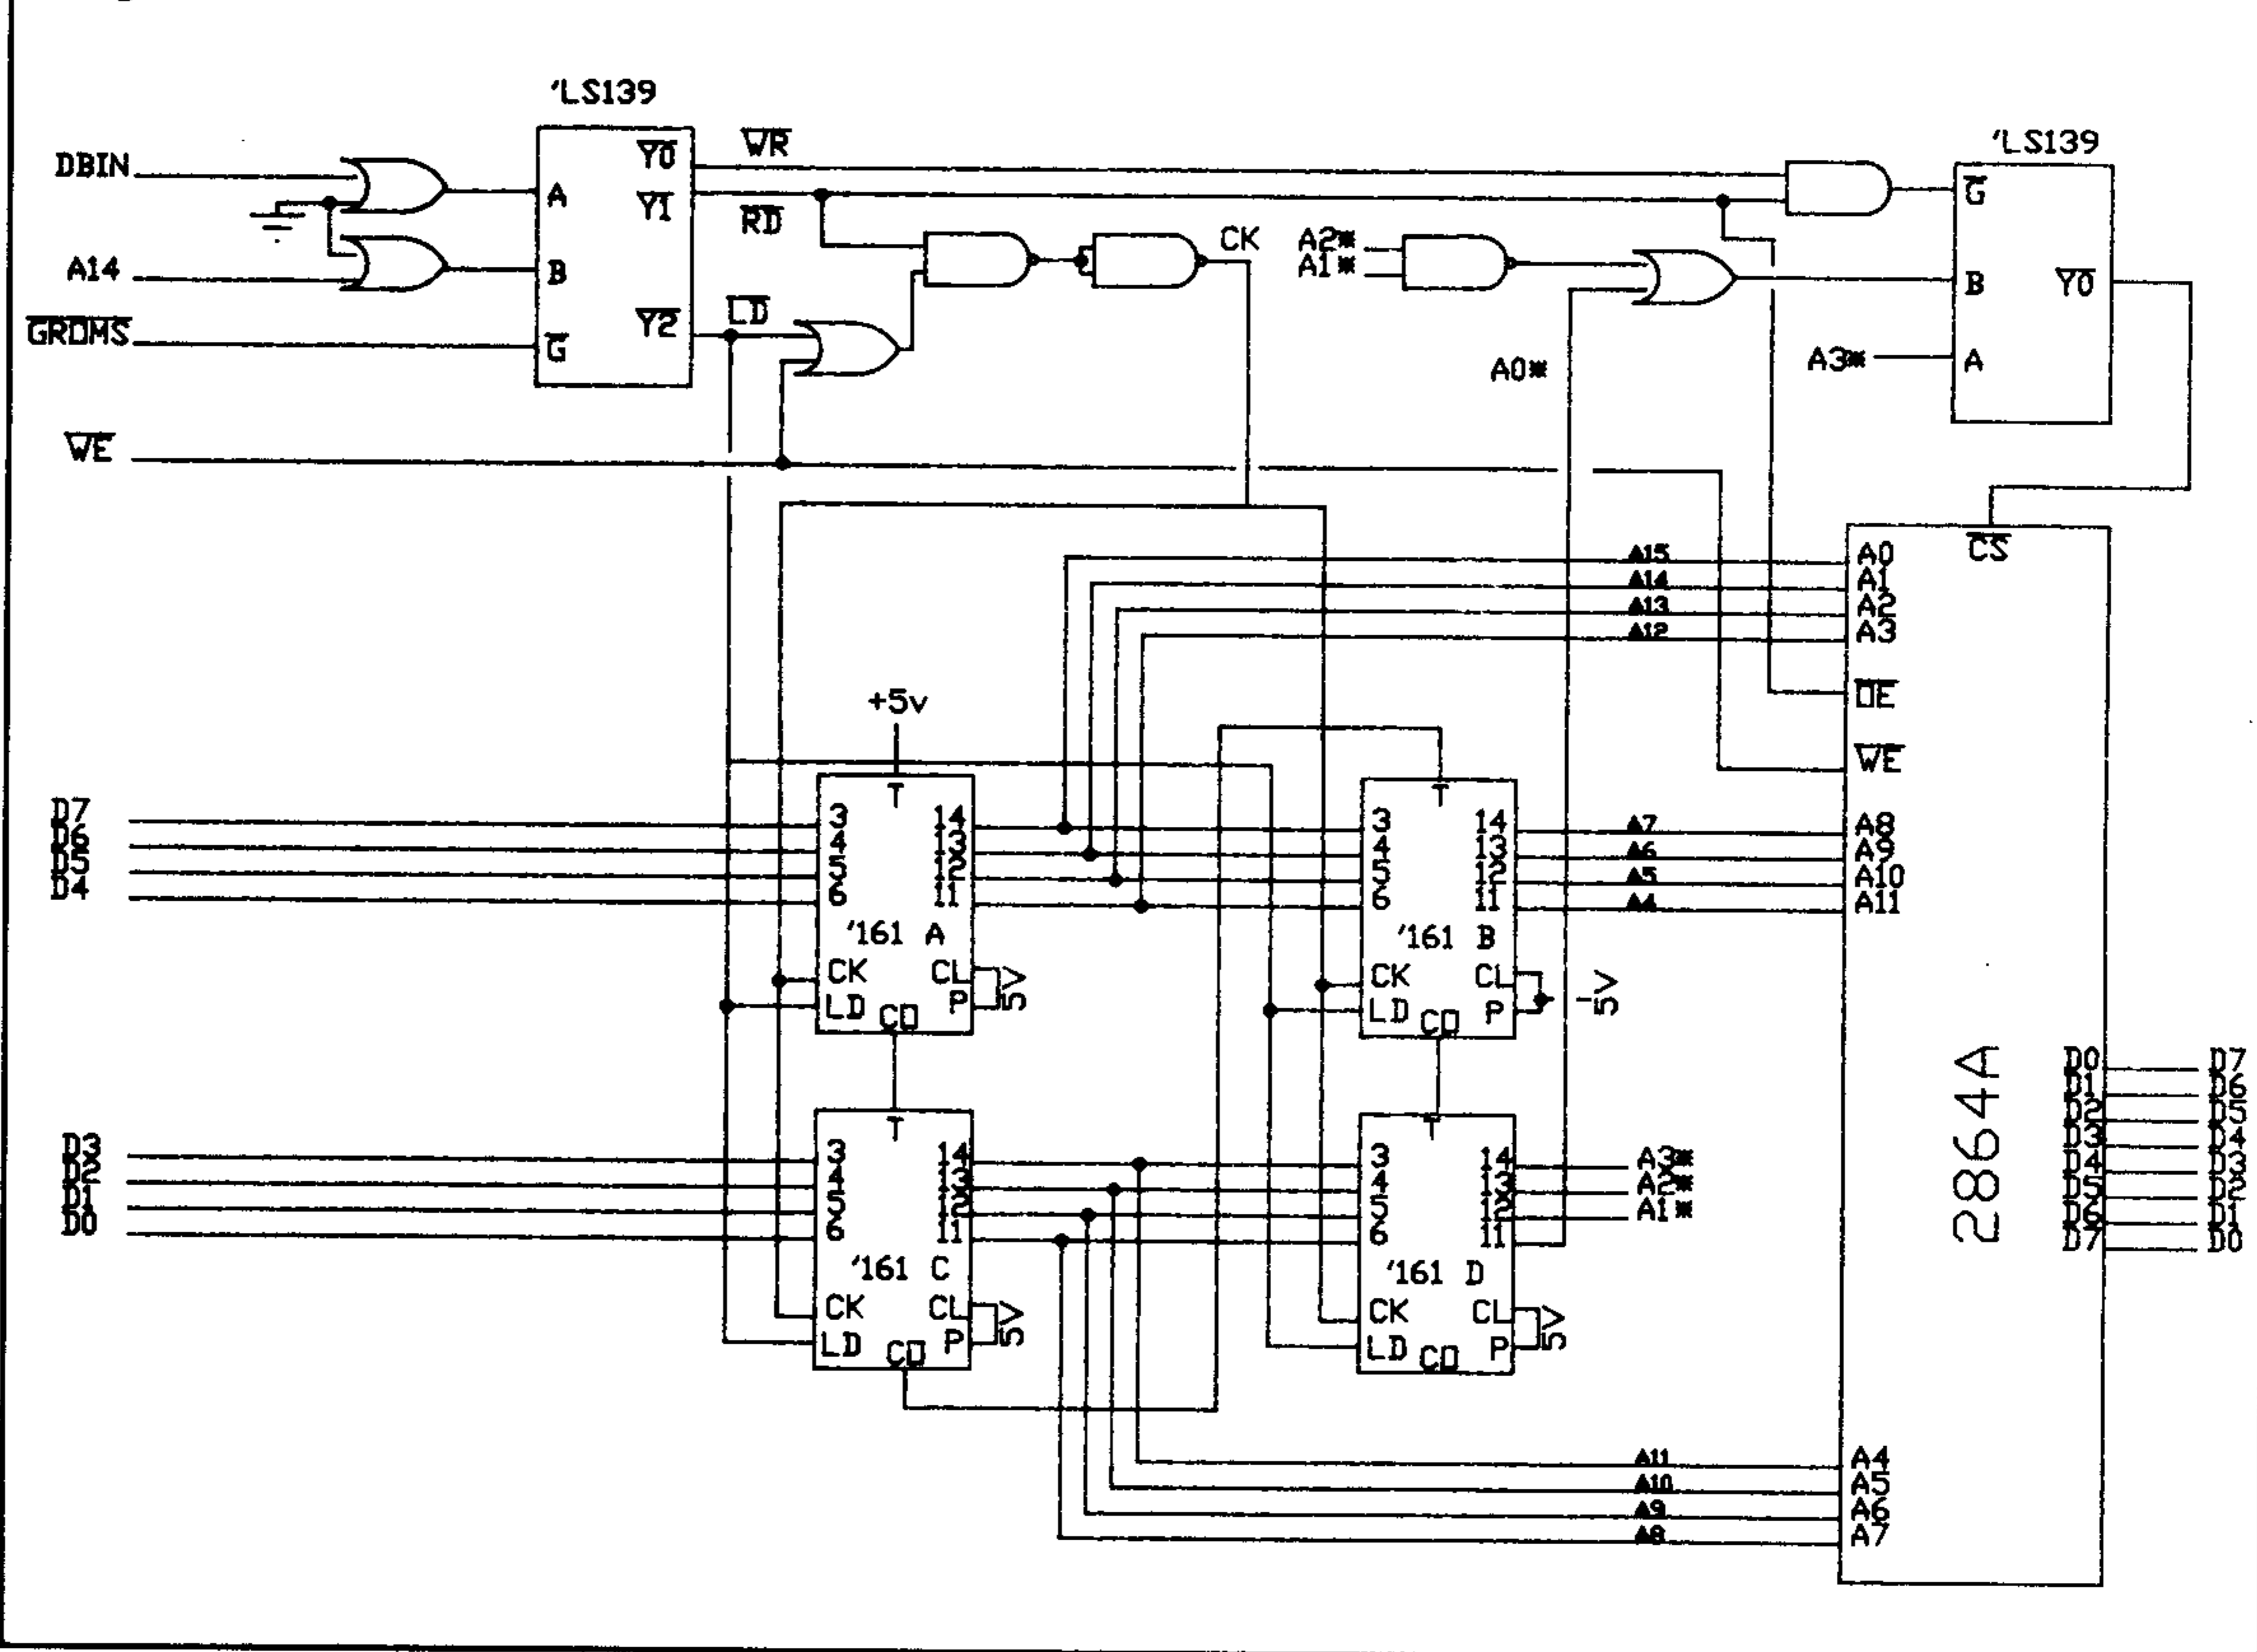 'LS139
DBIN
A14
GROMS
WE
A
B
G
Y0
Y1
Y2
WR
RD
LD
CK
A2*
A1*
A0*
A3*
'LS139
G
B
A
Y0
CS
A15
A14
A13
A12
A0
A1
A2
A3
OE
WE
+5v
D7
D6
D5
D4
T
3
4
5
6
14
13
12
11
'161 A
CK
LD
CO
CL
P
5V
T
3
4
5
6
14
13
12
11
'161 B
CK
LD
CO
CL
P
5V
A7
A6
A5
A4
A8
A9
A10
A11
D3
D2
D1
D0
T
3
4
5
6
14
13
12
11
'161 C
CK
LD
CO
CL
P
5V
T
3
4
5
6
14
13
12
11
'161 D
CK
LD
CO
CL
P
5V
A3*
A2*
A1*
2864A
D0 D7
D1 D6
D2 D5
D3 D4
D4 D3
D5 D2
D6 D1
D7 D0
A11 A4
A10 A5
A9 A6
A8 A7